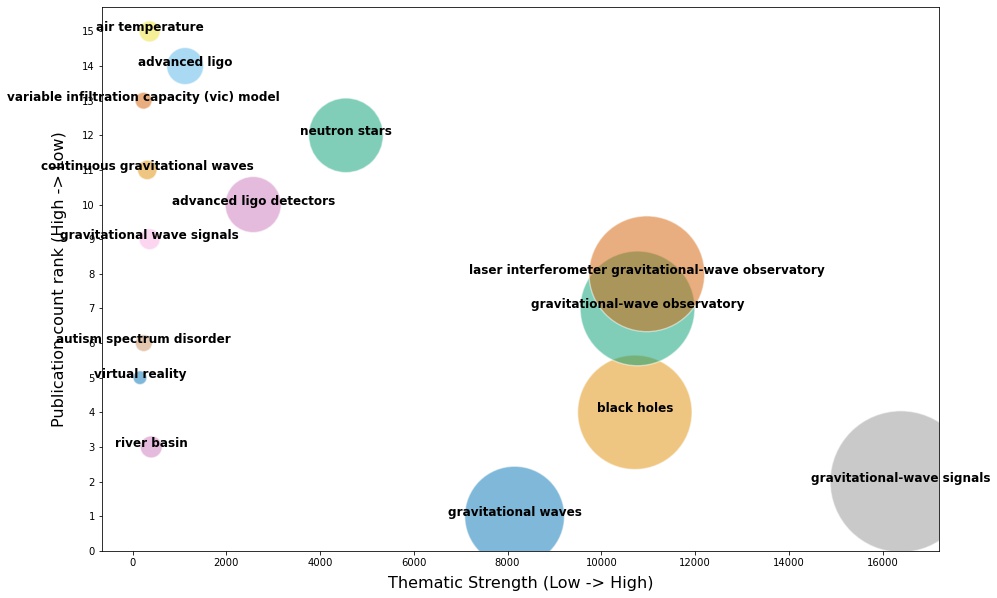 15
air temperature
14
advanced ligo
13
variable infiltration capacity (vic) model
12
neutron stars
11
continuous gravitational waves
10
advanced ligo detectors
9
gravitational wave signals
8
laser interferometer gravitational-wave observatory
7
gravitational-wave observatory
6
autism spectrum disorder
5
virtual reality
4
black holes
3
river basin
2
gravitational-wave signals
1
gravitational waves
0
Publication count rank (High -> Low)
0 2000 4000 6000 8000 10000 12000 14000 16000
Thematic Strength (Low -> High)